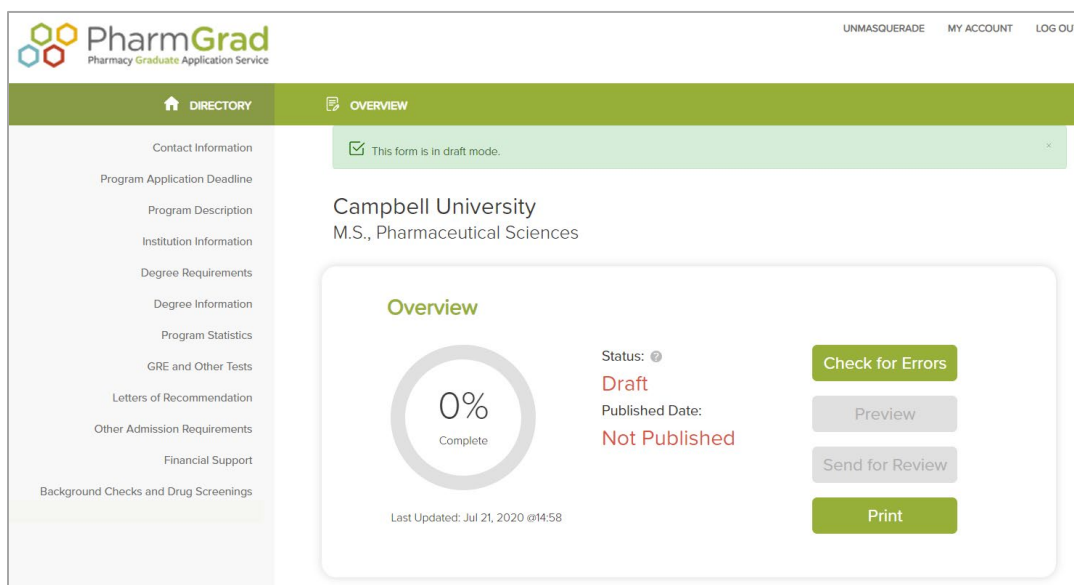 PharmGrad
Pharmacy Graduate Application Service
UNMASQUERADE MY ACCOUNT LOG OU
DIRECTORY
OVERVIEW
Contact Information
Program Application Deadline
Program Description
Institution Information
Degree Requirements
Degree Information
Program Statistics
GRE and Other Tests
Letters of Recommendation
Other Admission Requirements
Financial Support
Background Checks and Drug Screenings
This form is in draft mode.
×
Campbell University
M.S., Pharmaceutical Sciences
Overview
0%
Complete
Last Updated: Jul 21, 2020 @14:58
Status: ?
Draft
Published Date:
Not Published
Check for Errors
Preview
Send for Review
Print